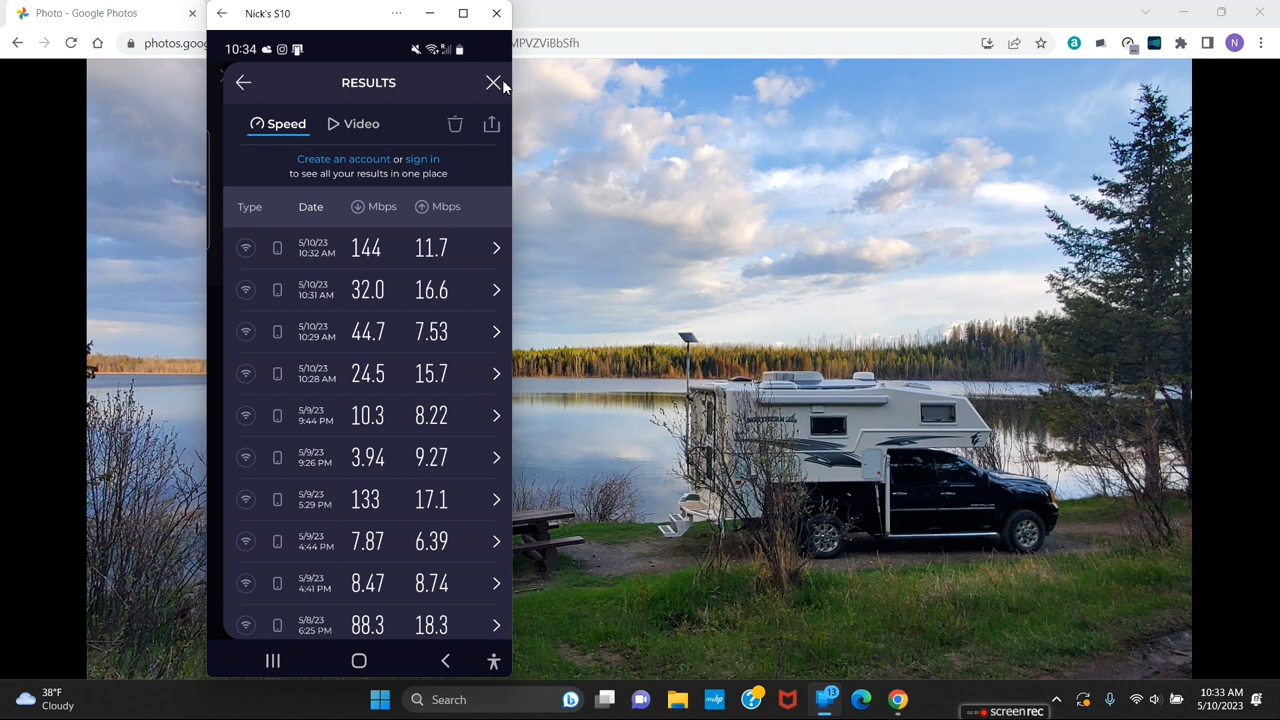 Photo - Google Photos
Nick's S10
photos.goog
MPVZViBbSfh
N
10:34
RESULTS
Speed
Video
Create an account or sign in
to see all your results in one place
Type Date Mbps Mbps
5/10/23
10:32 AM
144 11.7
5/10/23
10:31 AM
32.0 16.6
5/10/23
10:29 AM
44.7 7.53
5/10/23
10:28 AM
24.5 15.7
5/9/23
9:44 PM
10.3 8.22
5/9/23
9:26 PM
3.94 9.27
5/9/23
5:29 PM
133 17.1
5/9/23
4:44 PM
7.87 6.39
5/9/23
4:41 PM
8.47 8.74
5/8/23
6:25 PM
88.3 18.3
38°F
Cloudy
Search
myhp
13
10:33 AM
5/10/2023
screenrec